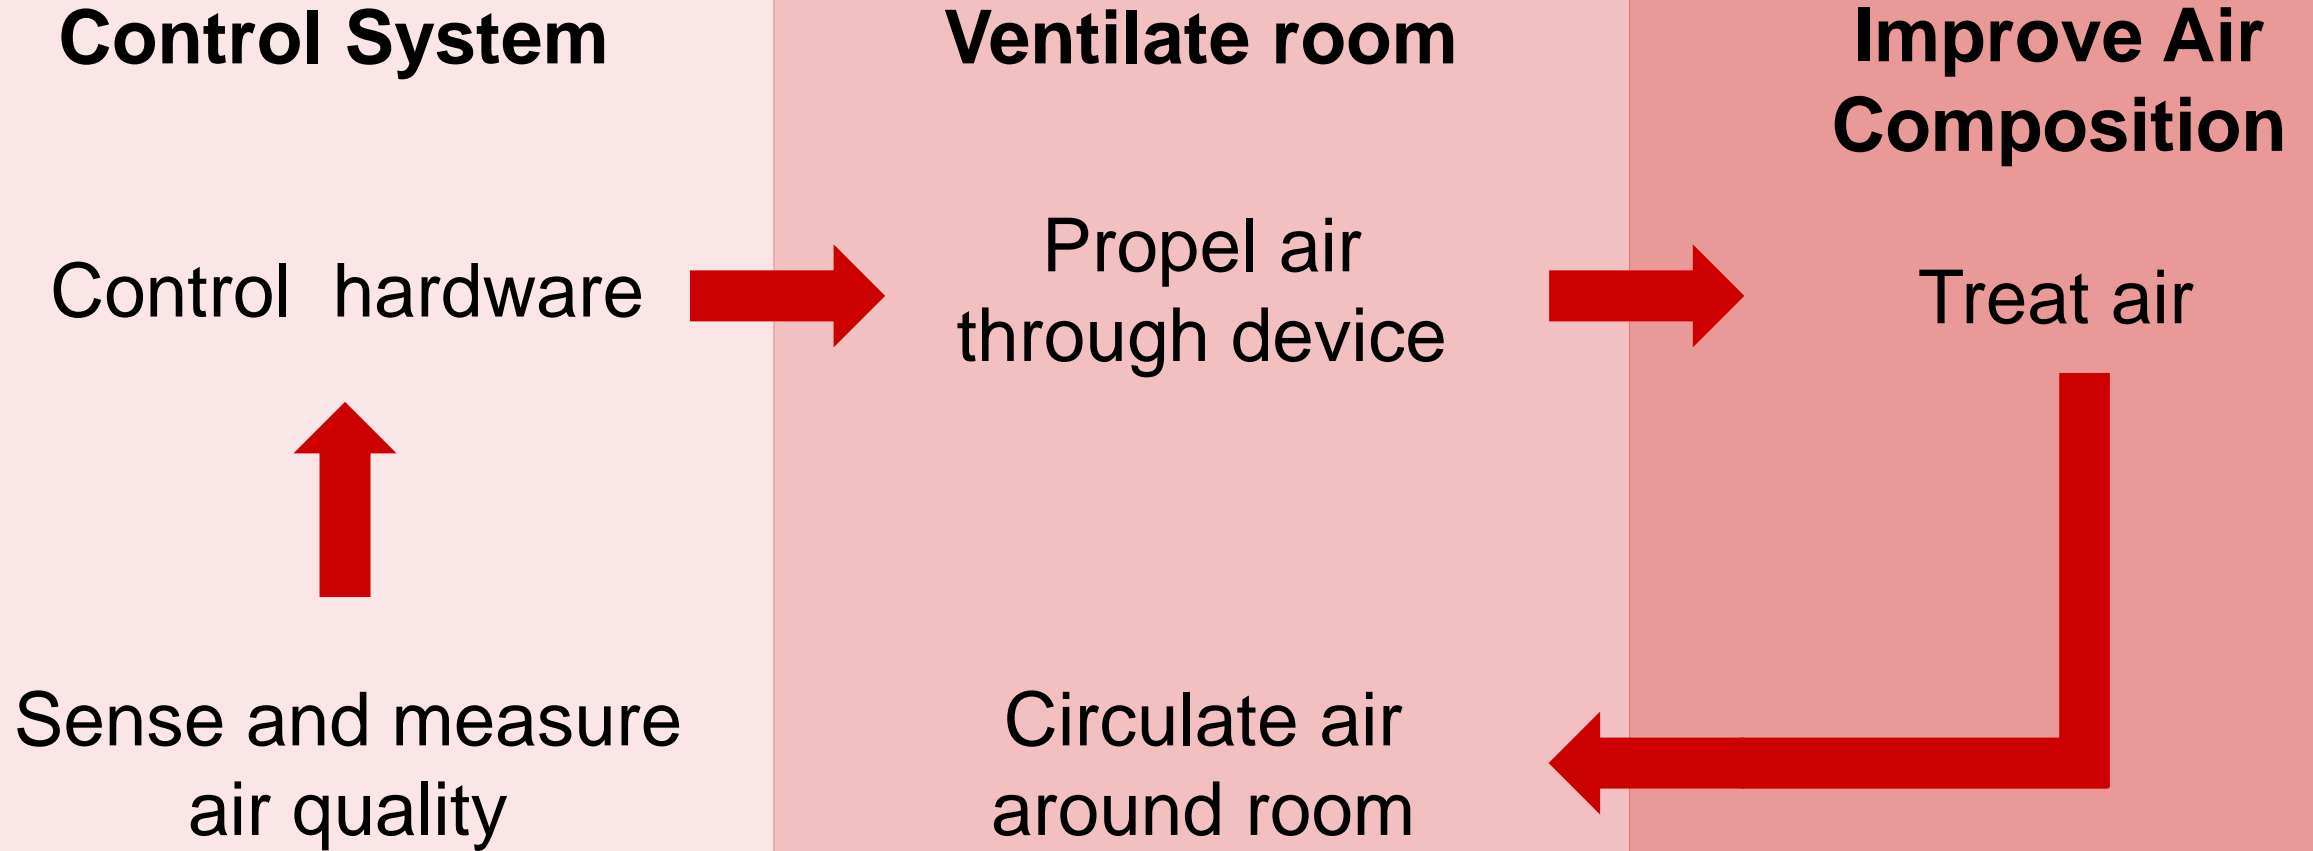 Control System
Ventilate room
Improve Air
Composition
Control  hardware
Propel air
through device
Treat air
Sense and measure
air quality
Circulate air
around room